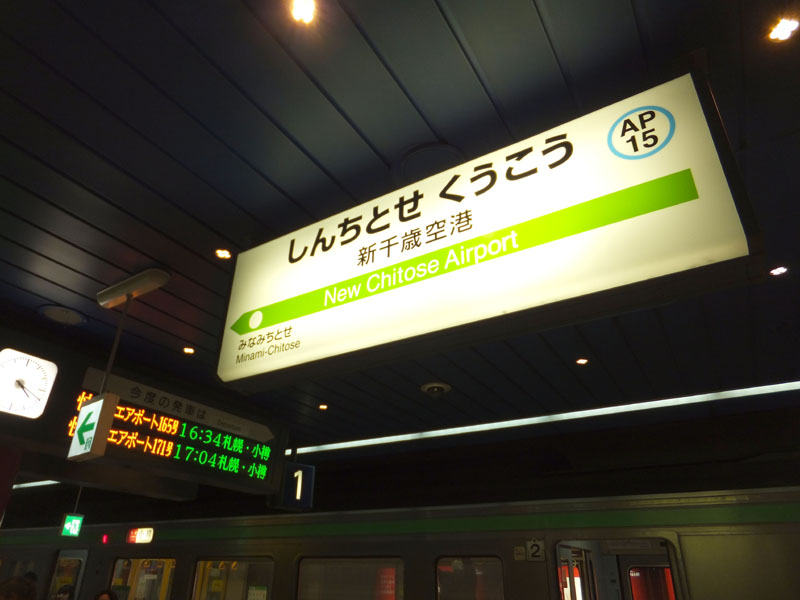 AP
15
しんちとせ くうこう
新千歳空港
New Chitose Airport
みなみちとせ
Minami-Chitose
今度の発車は
エアポート165号 16:34 札幌・小樽
エアポート171号 17:04 札幌・小樽
1
2